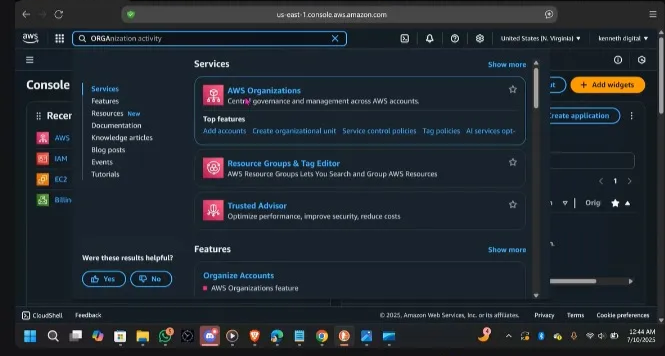 us-east-1.console.aws.amazon.com
aws
ORGAnization activity
United States (N. Virginia)
kenneth digital
Services
Show more
Console
Add widgets
Services
Features
Resources New
Documentation
Knowledge articles
Blog posts
Events
Tutorials
AWS Organizations
Central governance and management across AWS accounts.
Top features
Add accounts Create organizational unit Service control policies Tag policies AI services opt-
Create application
AWS
IAM
EC2
Resource Groups & Tag Editor
AWS Resource Groups Lets You Search and Group AWS Resources
1
Trusted Advisor
Optimize performance, improve security, reduce costs
Were these results helpful?
Yes
No
Features
Show more
Organize Accounts
AWS Organizations feature
CloudShell
Feedback
© 2025, Amazon Web Services, Inc. or its affiliates.
Privacy
Terms
Cookie preferences
12:44 AM
7/10/2025